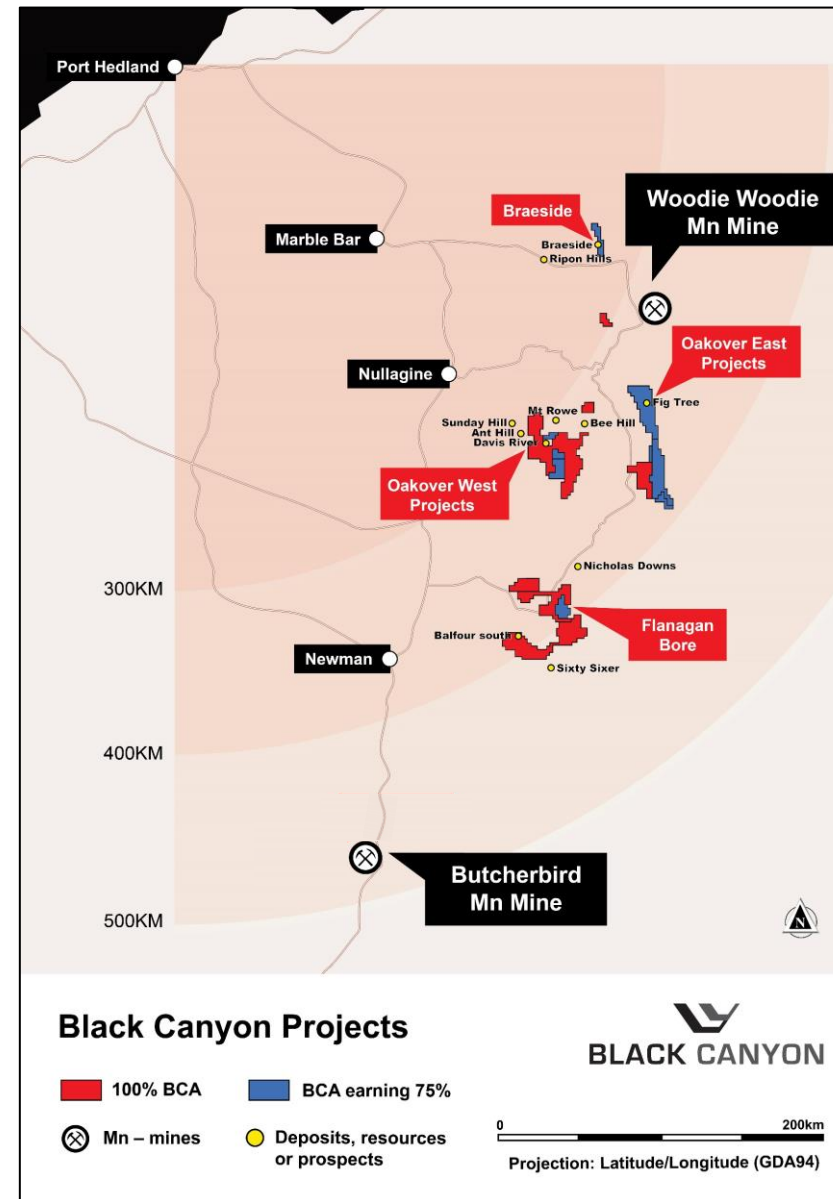 Port Hedland
Woodie Woodie
Mn Mine
Braeside
Marble Bar
Braeside
Ripon Hills
Oakover East
Projects
Nullagine
Fig Tree
Mt Rowe
Sunday Hill
Bee Hill
Ant Hill
Davis River
Oakover West
Projects
Nicholas Downs
300KM
Flanagan
Bore
Balfour south
Newman
Sixty Sixer
400KM
Butcherbird
Mn Mine
500KM
N
Black Canyon Projects
BLACK CANYON
100% BCA
BCA earning 75%
Mn – mines
Deposits, resources
or prospects
0
200km
Projection: Latitude/Longitude (GDA94)